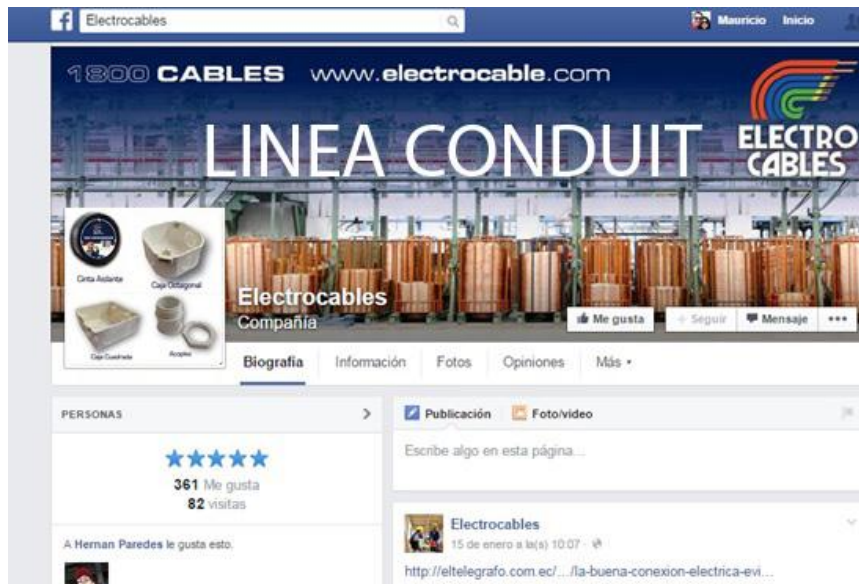 Electrocables
Mauricio Inicio
1800 CABLES www.electrocable.com
LINEA CONDUIT
ELECTRO
CABLES
Cinta Aislante
Caja Octagonal
Caja Cuadrada
Acoples
Electrocables
Compañía
Me gusta
+ Seguir
Mensaje
Biografía Información Fotos Opiniones Más
PERSONAS
361 Me gusta
82 visitas
A Hernan Paredes le gusta esto.
Publicación Foto/video
Escribe algo en esta página...
Electrocables
15 de enero a la(s) 10:07 ·
http://eltelegrafo.com.ec/.../la-buena-conexion-electrica-evi...